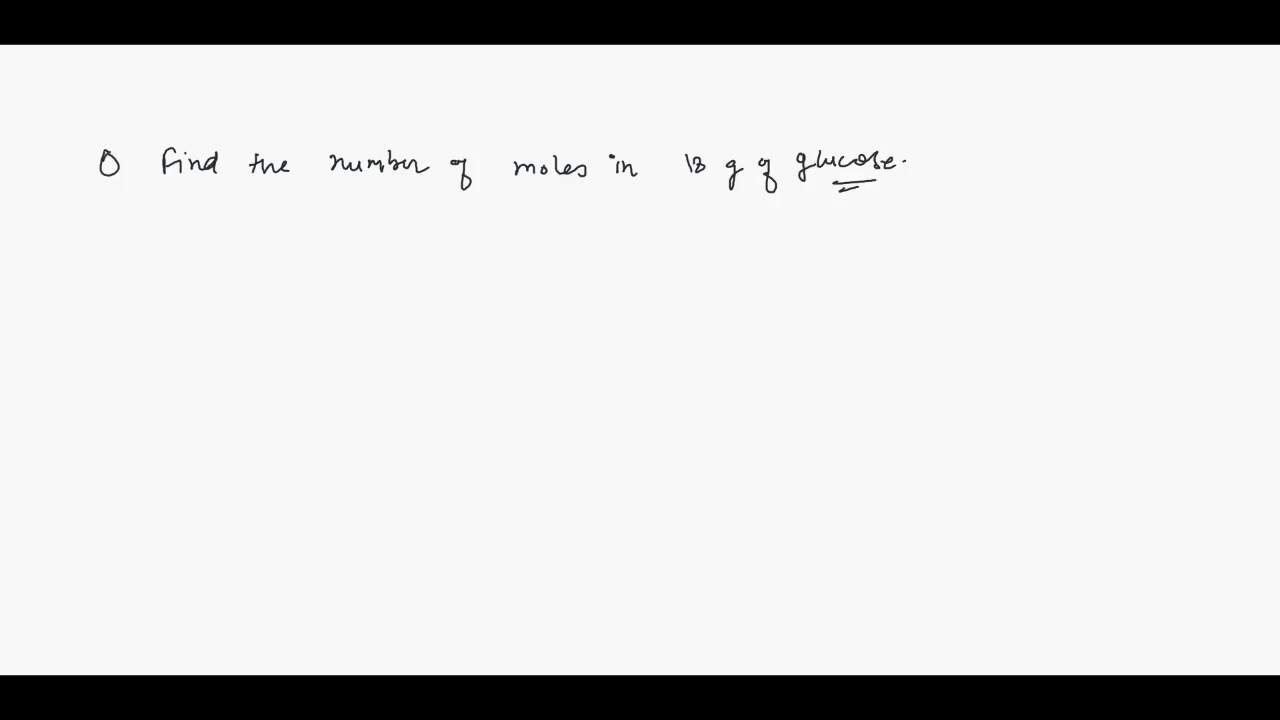 Q Find the number of moles in 18 g of glucose.